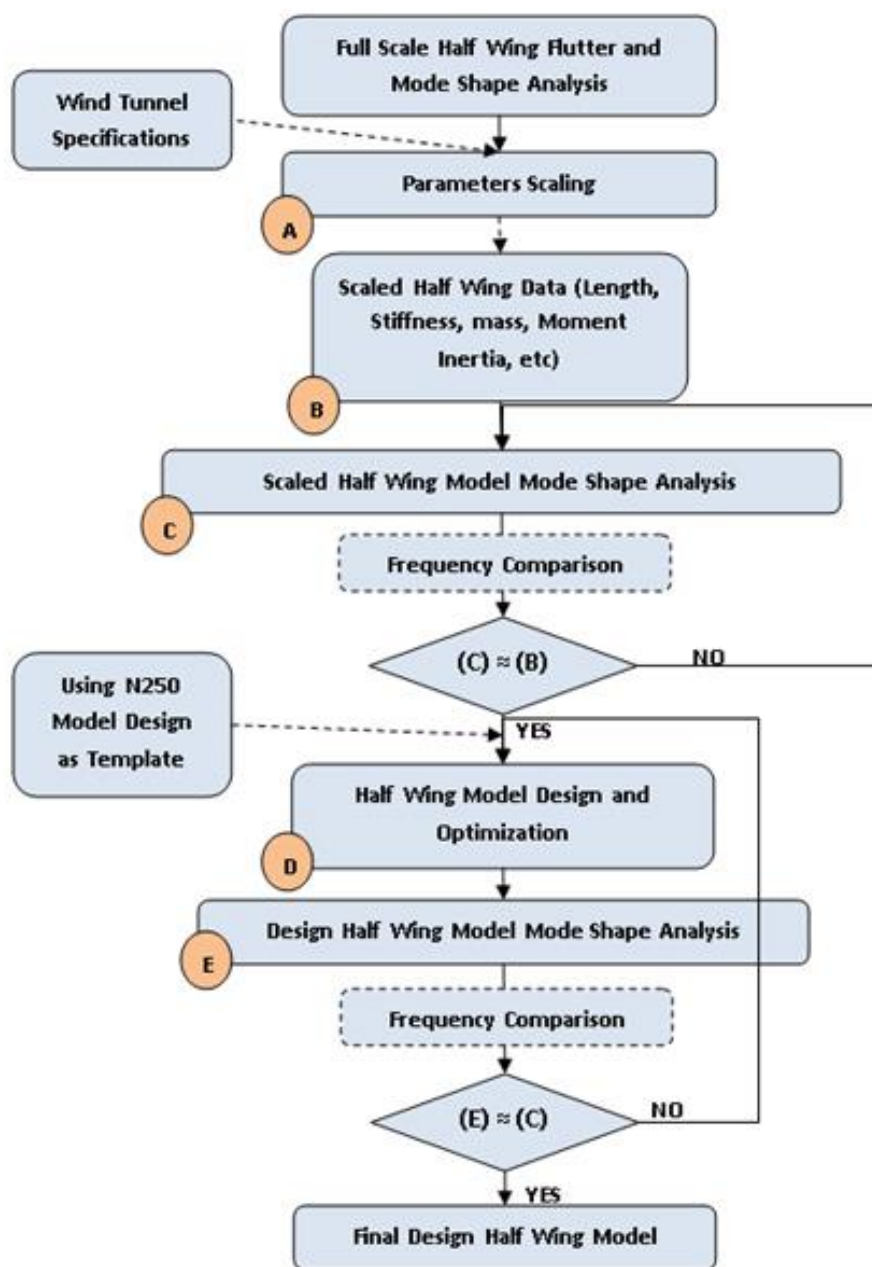 Full Scale Half Wing Flutter and
Mode Shape Analysis
Wind Tunnel
Specifications
Parameters Scaling
A
Scaled Half Wing Data (Length,
Stiffness, mass, Moment
Inertia, etc)
B
Scaled Half Wing Model Mode Shape Analysis
C
Frequency Comparison
(C) ≈ (B)
NO
Using N250
Model Design
as Template
YES
Half Wing Model Design and
Optimization
D
Design Half Wing Model Mode Shape Analysis
E
Frequency Comparison
(E) ≈ (C)
NO
YES
Final Design Half Wing Model